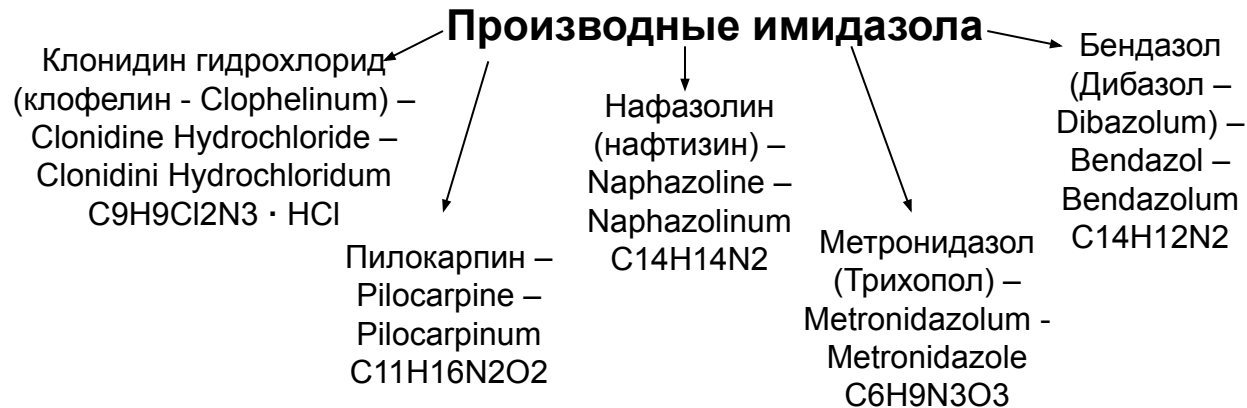 Производные имидазола
Клонидин гидрохлорид
(клофелин - Clophelinum) –
Clonidine Hydrochloride –
Clonidini Hydrochloridum
C9H9Cl2N3 · HCl
Пилокарпин –
Pilocarpine –
Pilocarpinum
C11H16N2O2
Нафазолин
(нафтизин) –
Naphazoline –
Naphazolinum
C14H14N2
Метронидазол
(Трихопол) –
Metronidazolum -
Metronidazole
C6H9N3O3
Бендазол
(Дибазол –
Dibazolum) –
Bendazol –
Bendazolum
C14H12N2